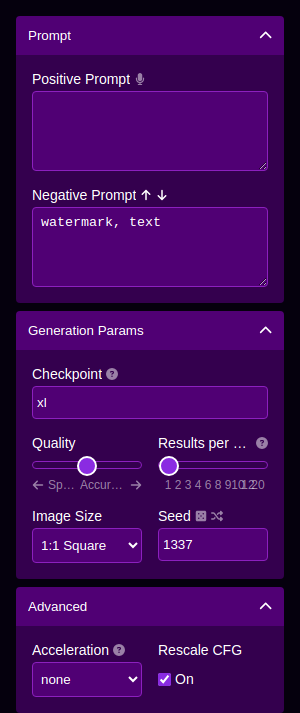 Prompt
Positive Prompt
Negative Prompt
watermark, text
Generation Params
Checkpoint
xl
Quality
Results per ...
← Sp... Accur... →
1 2 3 4 6 8 9 10 12 20
Image Size
Seed
1:1 Square
1337
Advanced
Acceleration
Rescale CFG
none
On